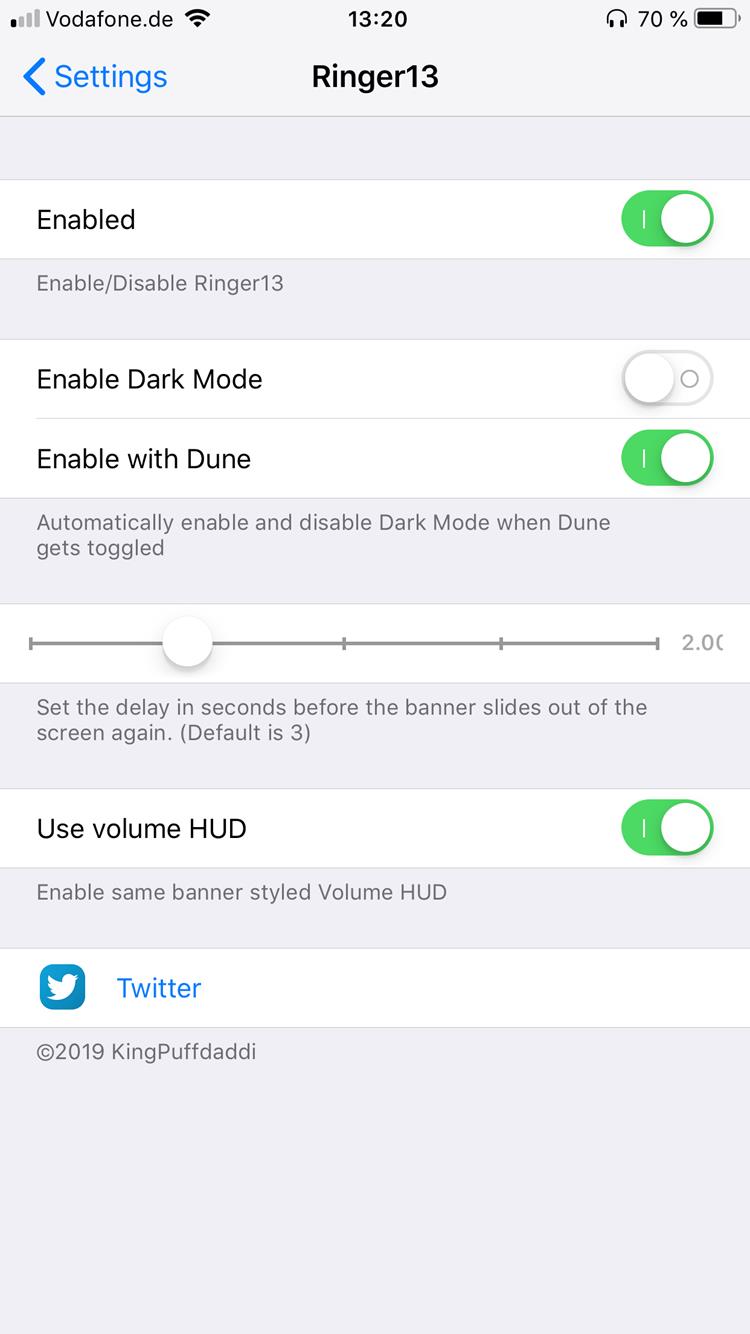 Vodafone.de 13:20 70 %
Settings Ringer13
Enabled
Enable/Disable Ringer13
Enable Dark Mode
Enable with Dune
Automatically enable and disable Dark Mode when Dune
gets toggled
2.0
Set the delay in seconds before the banner slides out of the
screen again. (Default is 3)
Use volume HUD
Enable same banner styled Volume HUD
Twitter
©2019 KingPuffdaddi